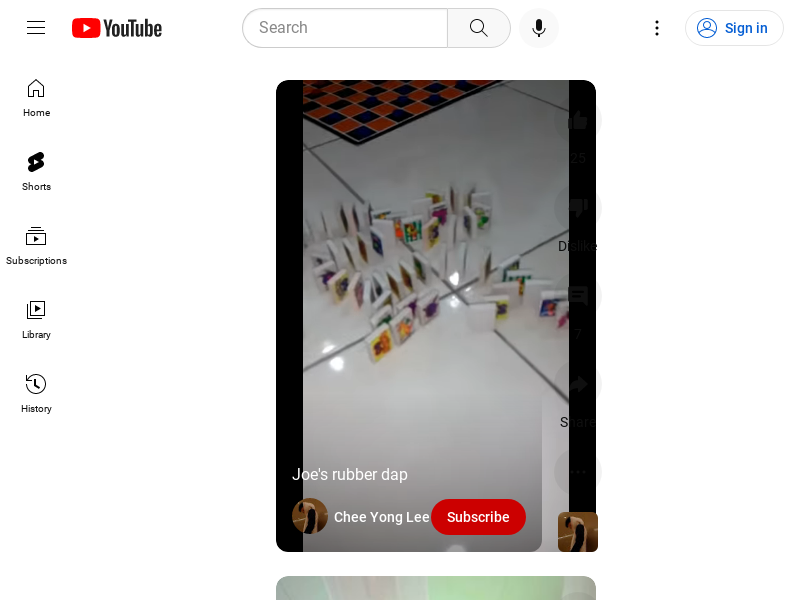 YouTube
Search
Sign in
Home
Shorts
Subscriptions
Library
History
25
Dislike
7
Share
Joe's rubber dap
Chee Yong Lee
Subscribe